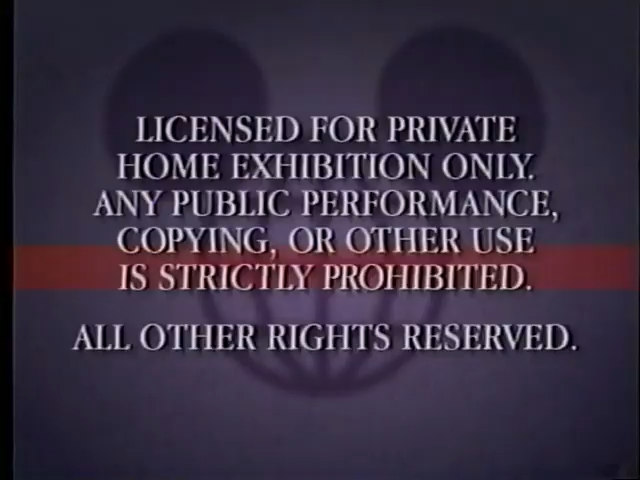 LICENSED FOR PRIVATE
HOME EXHIBITION ONLY.
ANY PUBLIC PERFORMANCE,
COPYING, OR OTHER USE
IS STRICTLY PROHIBITED.
ALL OTHER RIGHTS RESERVED.